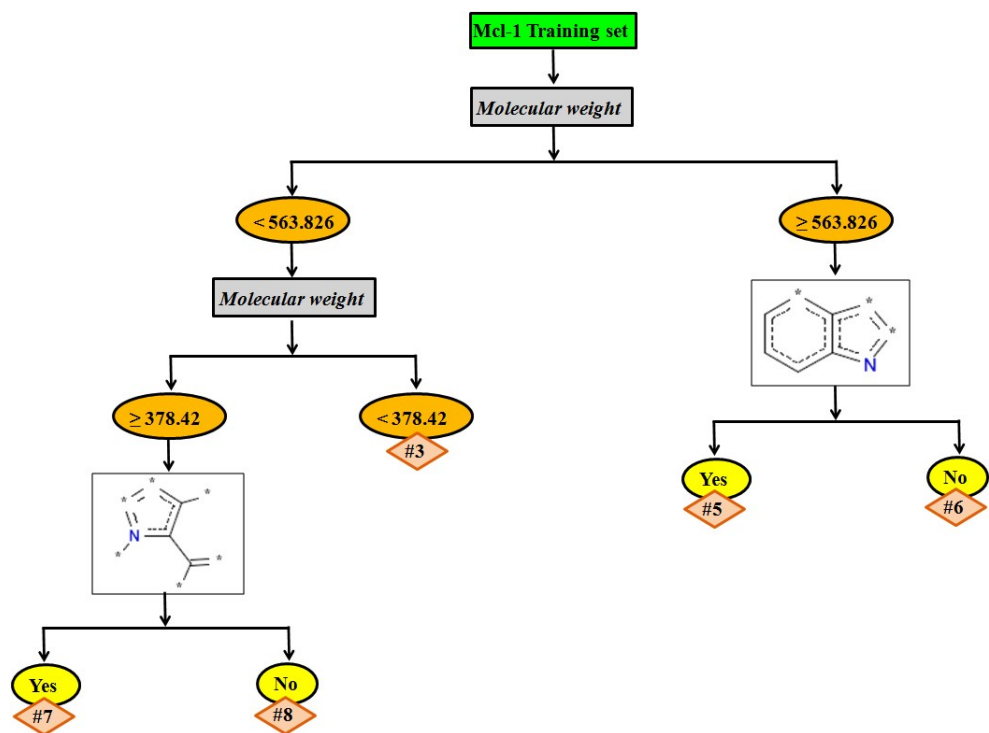 Mcl-1 Training set
Molecular weight
< 563.826
≥ 563.826
Molecular weight
* * * N
≥ 378.42
< 378.42
#3
* * * N * * *
Yes
#5
No
#6
Yes
#7
No
#8